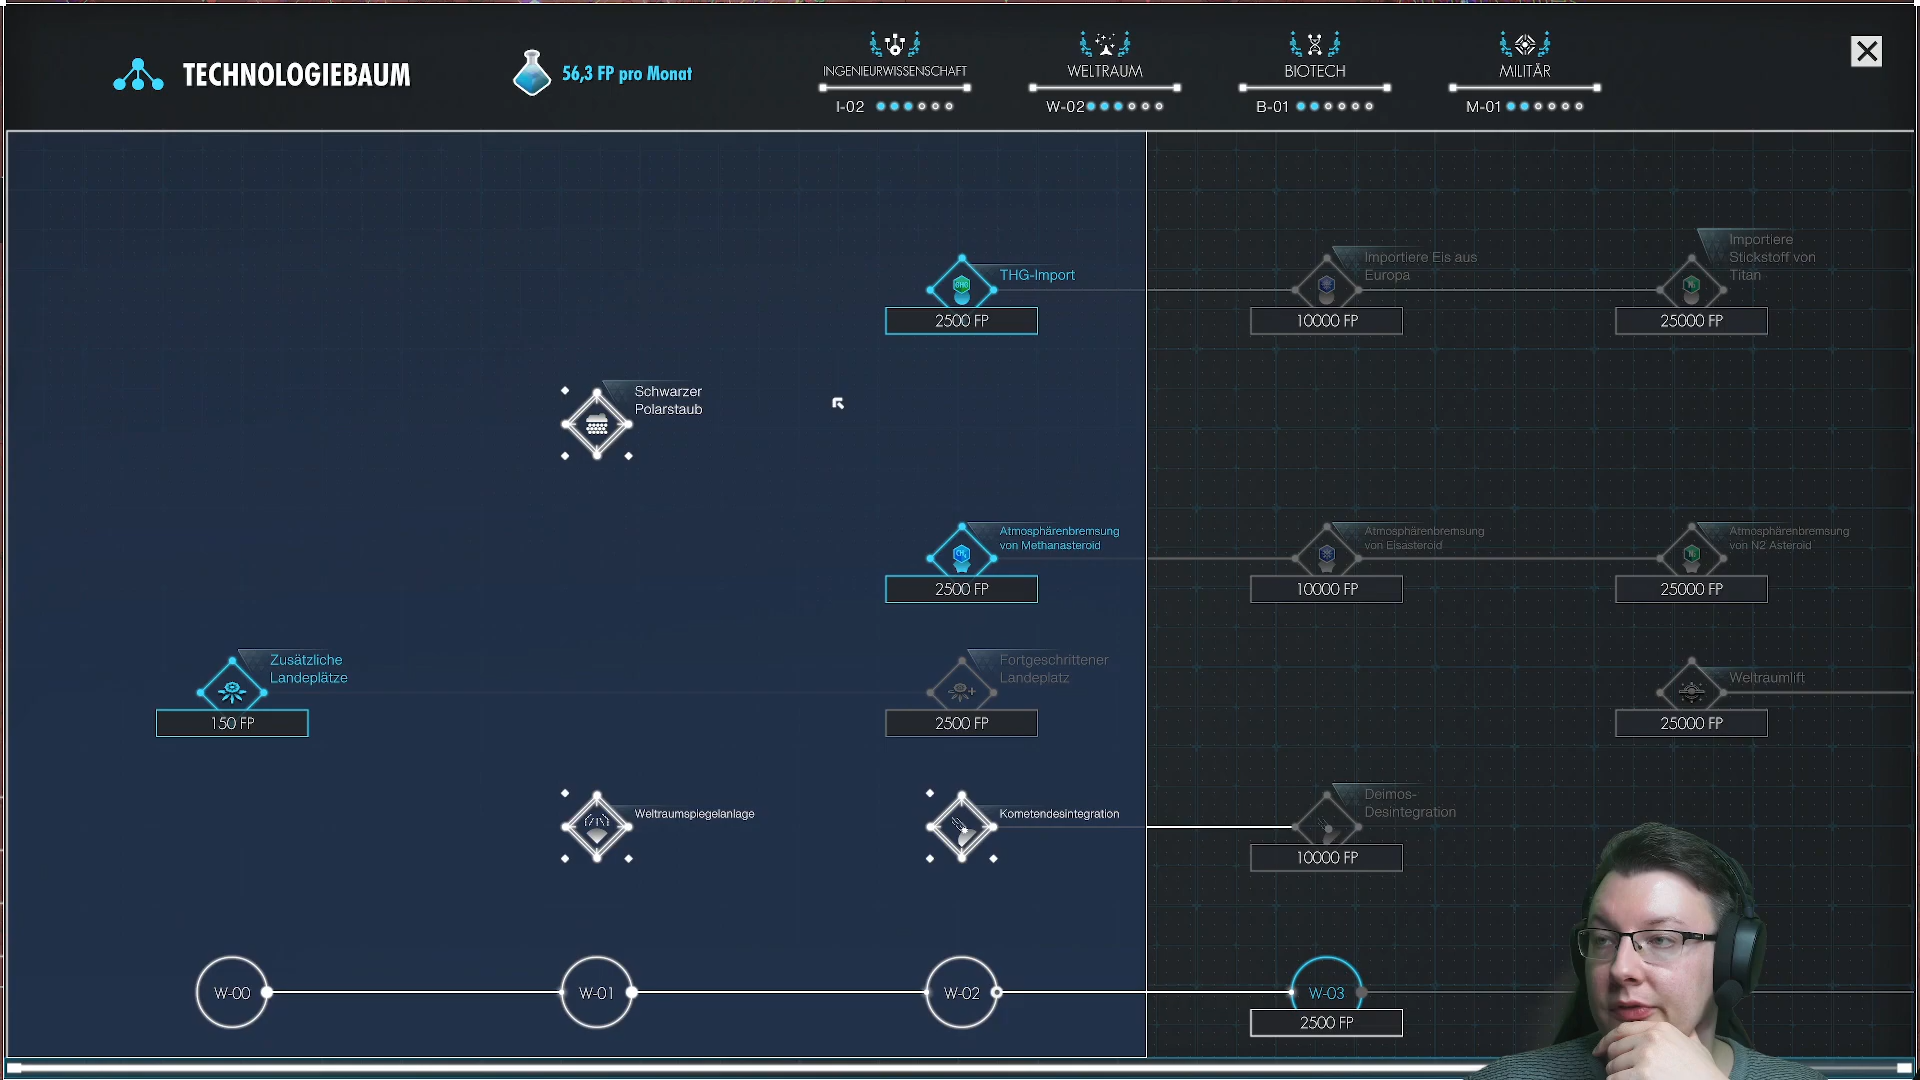 TECHNOLOGIEBAUM
56,3 FP pro Monat
INGENIEURWISSENSCHAFT
I-02
WELTRAUM
W-02
BIOTECH
B-01
MILITÄR
M-01
THG-Import
2500 FP
Importiere Eis aus
Europa
10000 FP
Importiere
Stickstoff von
Titan
25000 FP
Schwarzer
Polarstaub
Atmosphärenbremsung
von Methanasteroid
2500 FP
Atmosphärenbremsung
von Eisasteroid
10000 FP
Atmosphärenbremsung
von N2 Asteroid
25000 FP
Zusätzliche
Landeplätze
150 FP
Fortgeschrittener
Landeplatz
2500 FP
Weltraumlift
25000 FP
Weltraumspiegelanlage
Kometendesintegration
Deimos-
Desintegration
10000 FP
W-00
W-01
W-02
W-03
2500 FP